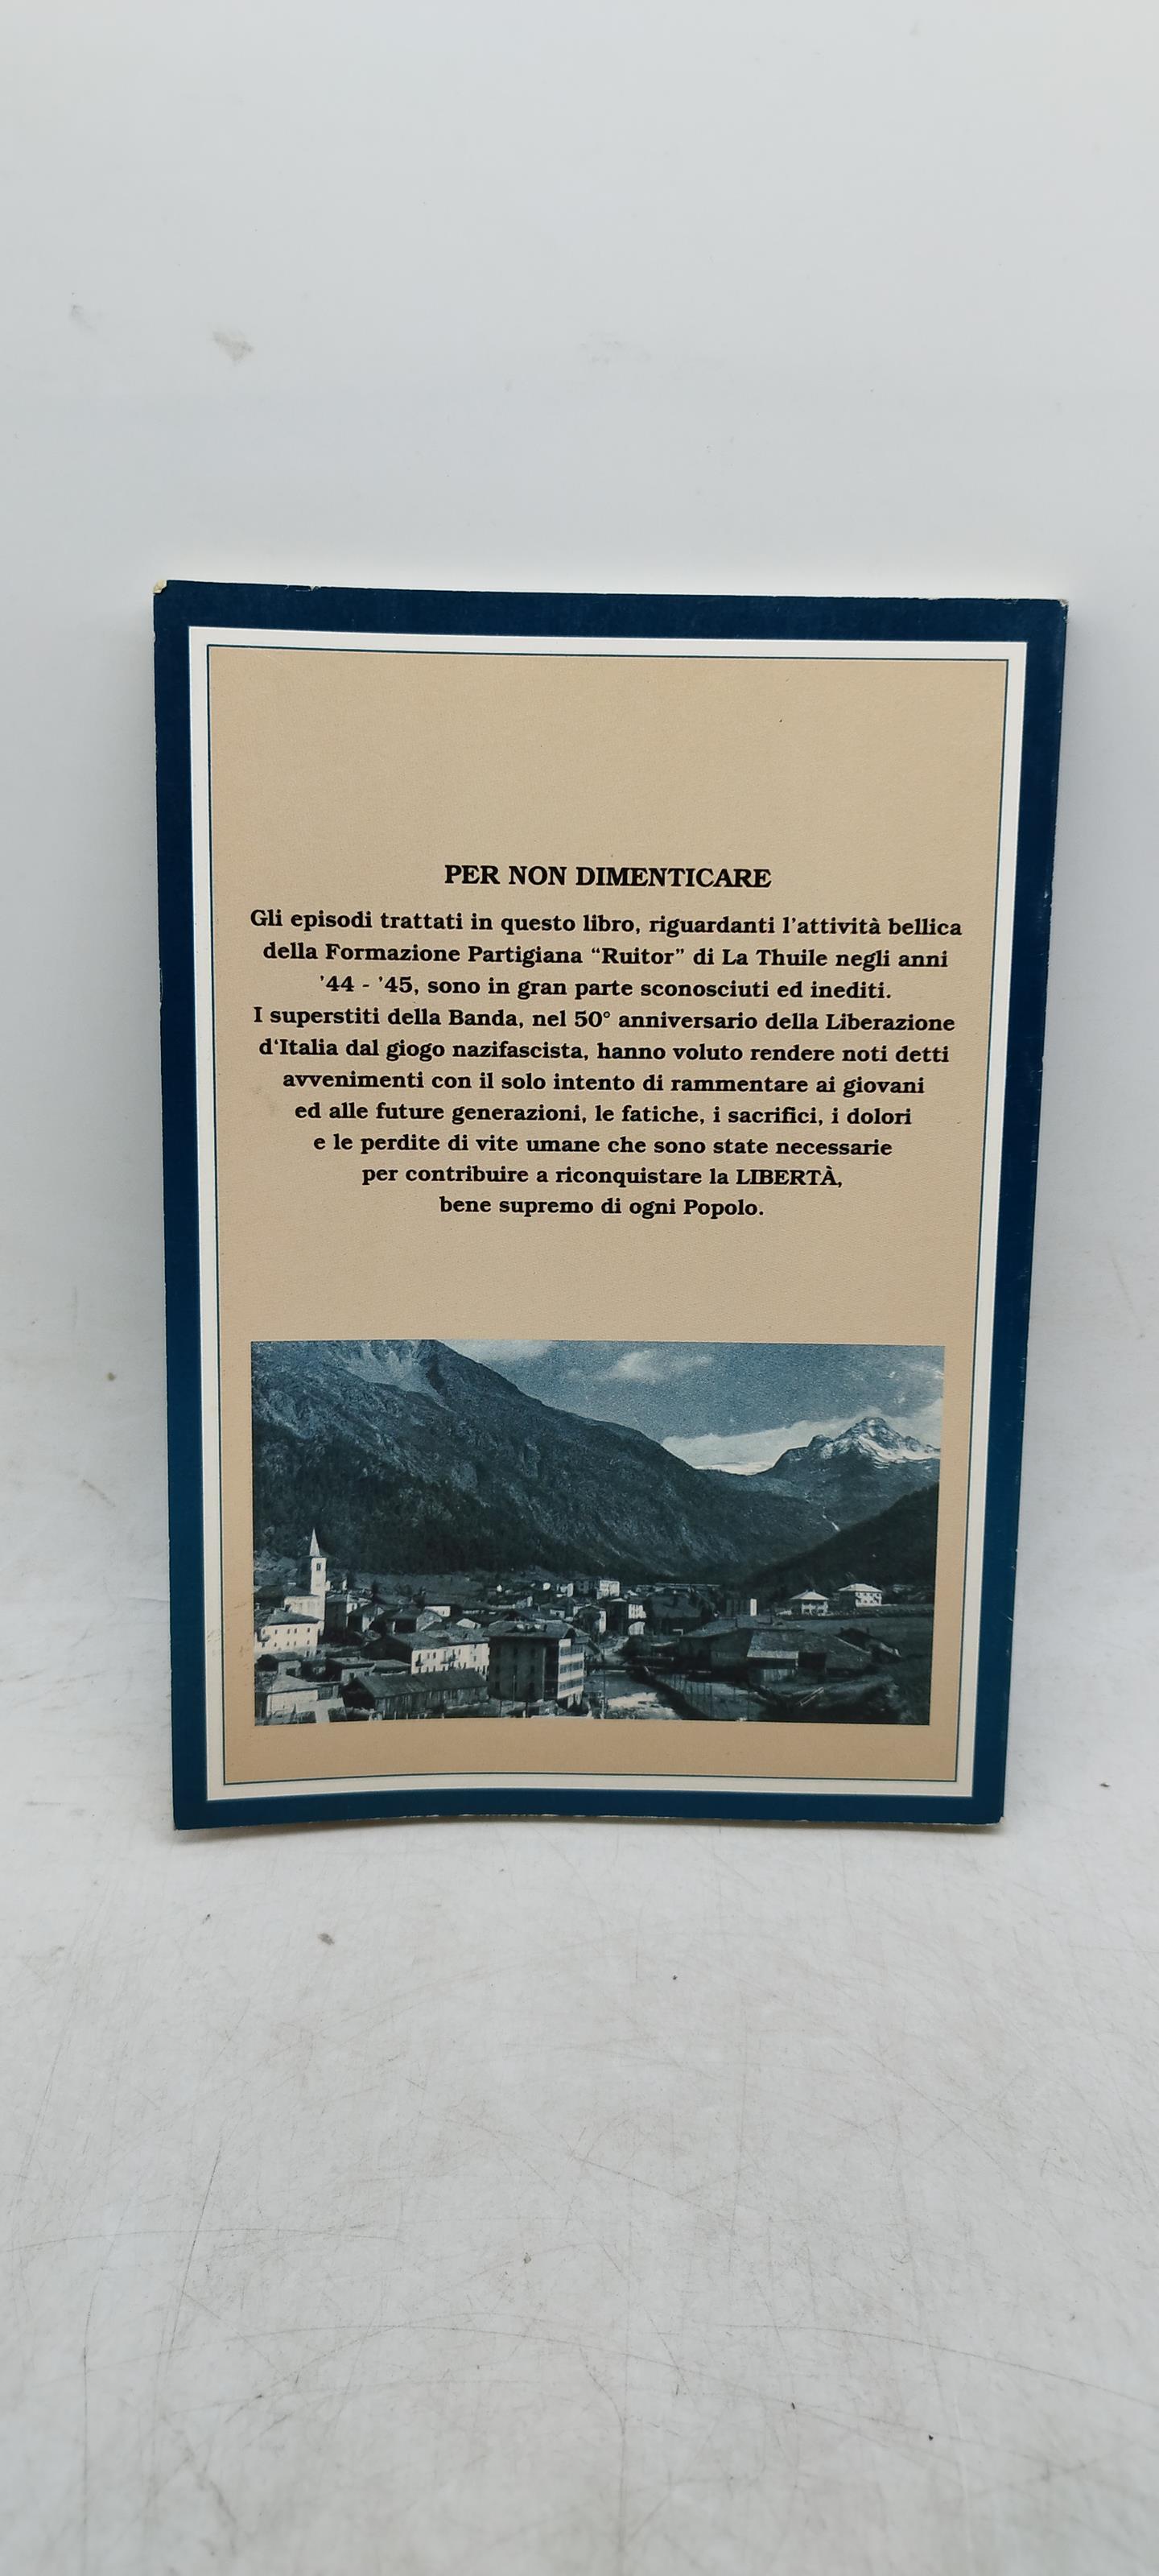 PER NON DIMENTICARE
Gli episodi trattati in questo libro, riguardanti l'attività bellica
della Formazione Partigiana “Ruitor” di La Thuile negli anni
'44 - '45, sono in gran parte sconosciuti ed inediti.
I superstiti della Banda, nel 50° anniversario della Liberazione
d‘Italia dal giogo nazifascista, hanno voluto rendere noti detti
avvenimenti con il solo intento di rammentare ai giovani
ed alle future generazioni, le fatiche, i sacrifici, i dolori
e le perdite di vite umane che sono state necessarie
per contribuire a riconquistare la LIBERTÀ,
bene supremo di ogni Popolo.